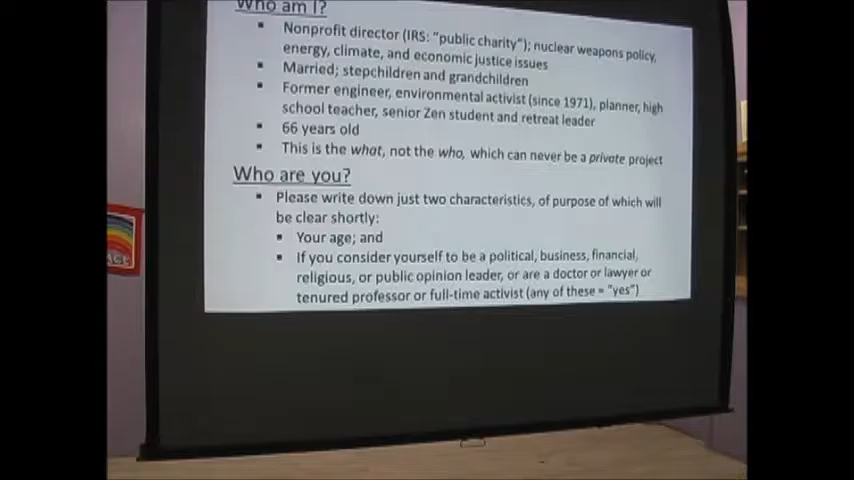 Who am I?
▪ Nonprofit director (IRS: "public charity"); nuclear weapons policy,
energy, climate, and economic justice issues
▪ Married; stepchildren and grandchildren
▪ Former engineer, environmental activist (since 1971), planner, high
school teacher, senior Zen student and retreat leader
▪ 66 years old
▪ This is the what, not the who, which can never be a private project
Who are you?
▪ Please write down just two characteristics, of purpose of which will
be clear shortly:
▪ Your age; and
▪ If you consider yourself to be a political, business, financial,
religious, or public opinion leader, or are a doctor or lawyer or
tenured professor or full-time activist (any of these = "yes")